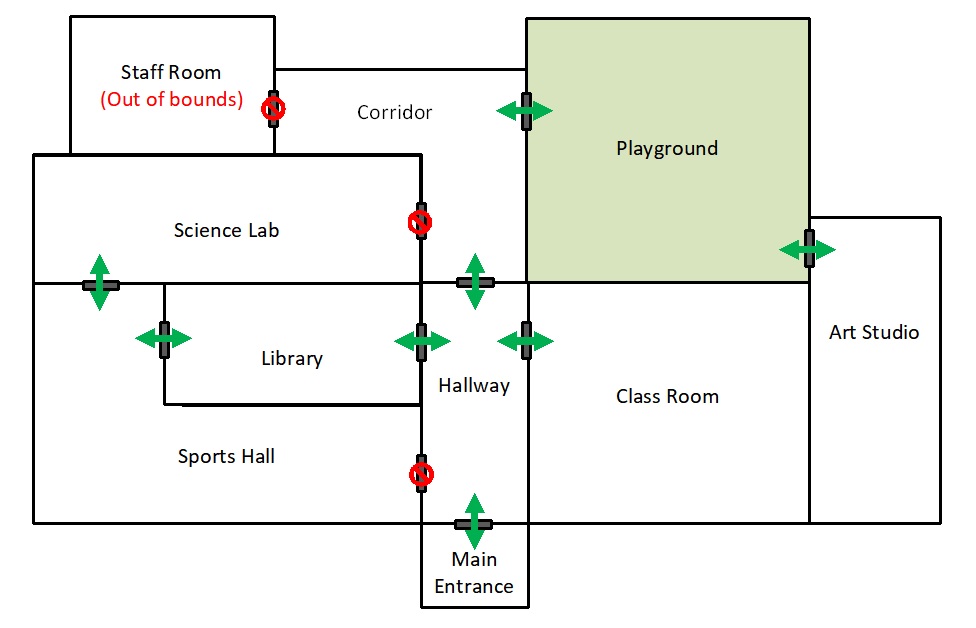 Staff Room
(Out of bounds)
Corridor
Playground
Science Lab
Art Studio
Library
Hallway
Class Room
Sports Hall
Main
Entrance